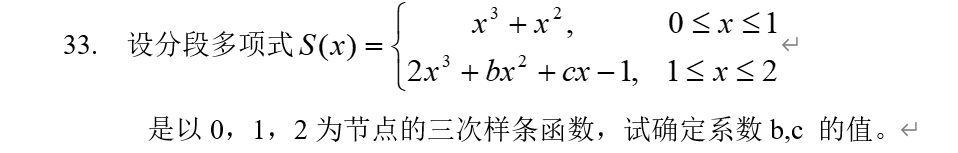 33. 设分段多项式 S(x) = { x³ + x², 0 ≤ x ≤ 1
2x³ + bx² + cx − 1, 1 ≤ x ≤ 2 ↵
是以 0，1，2 为节点的三次样条函数，试确定系数 b,c 的值。↵